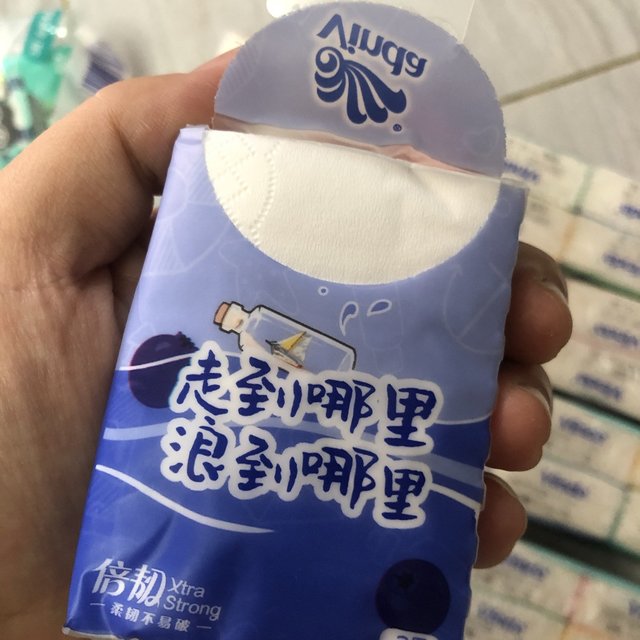 Vinda
®
走到哪里
浪到哪里
倍韧
Xtra
Strong
柔韧不易破